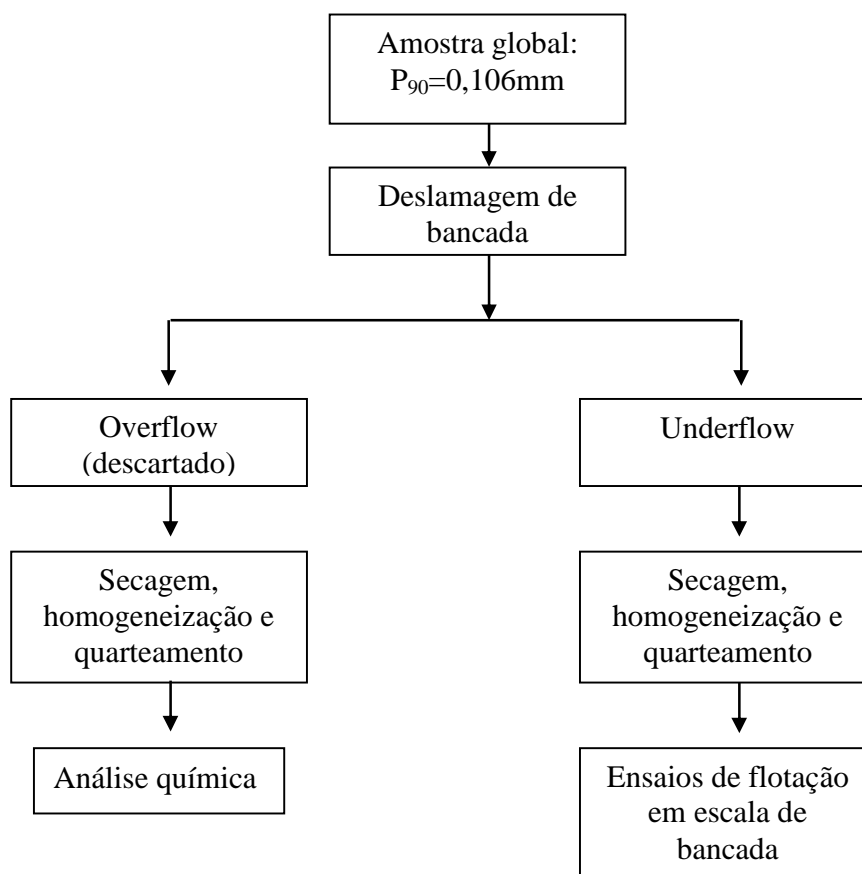 Amostra global:
P₉₀=0,106mm
Deslamagem de
bancada
Overflow
(descartado)
Underflow
Secagem,
homogeneização e
quarteamento
Secagem,
homogeneização e
quarteamento
Análise química
Ensaios de flotação
em escala de
bancada